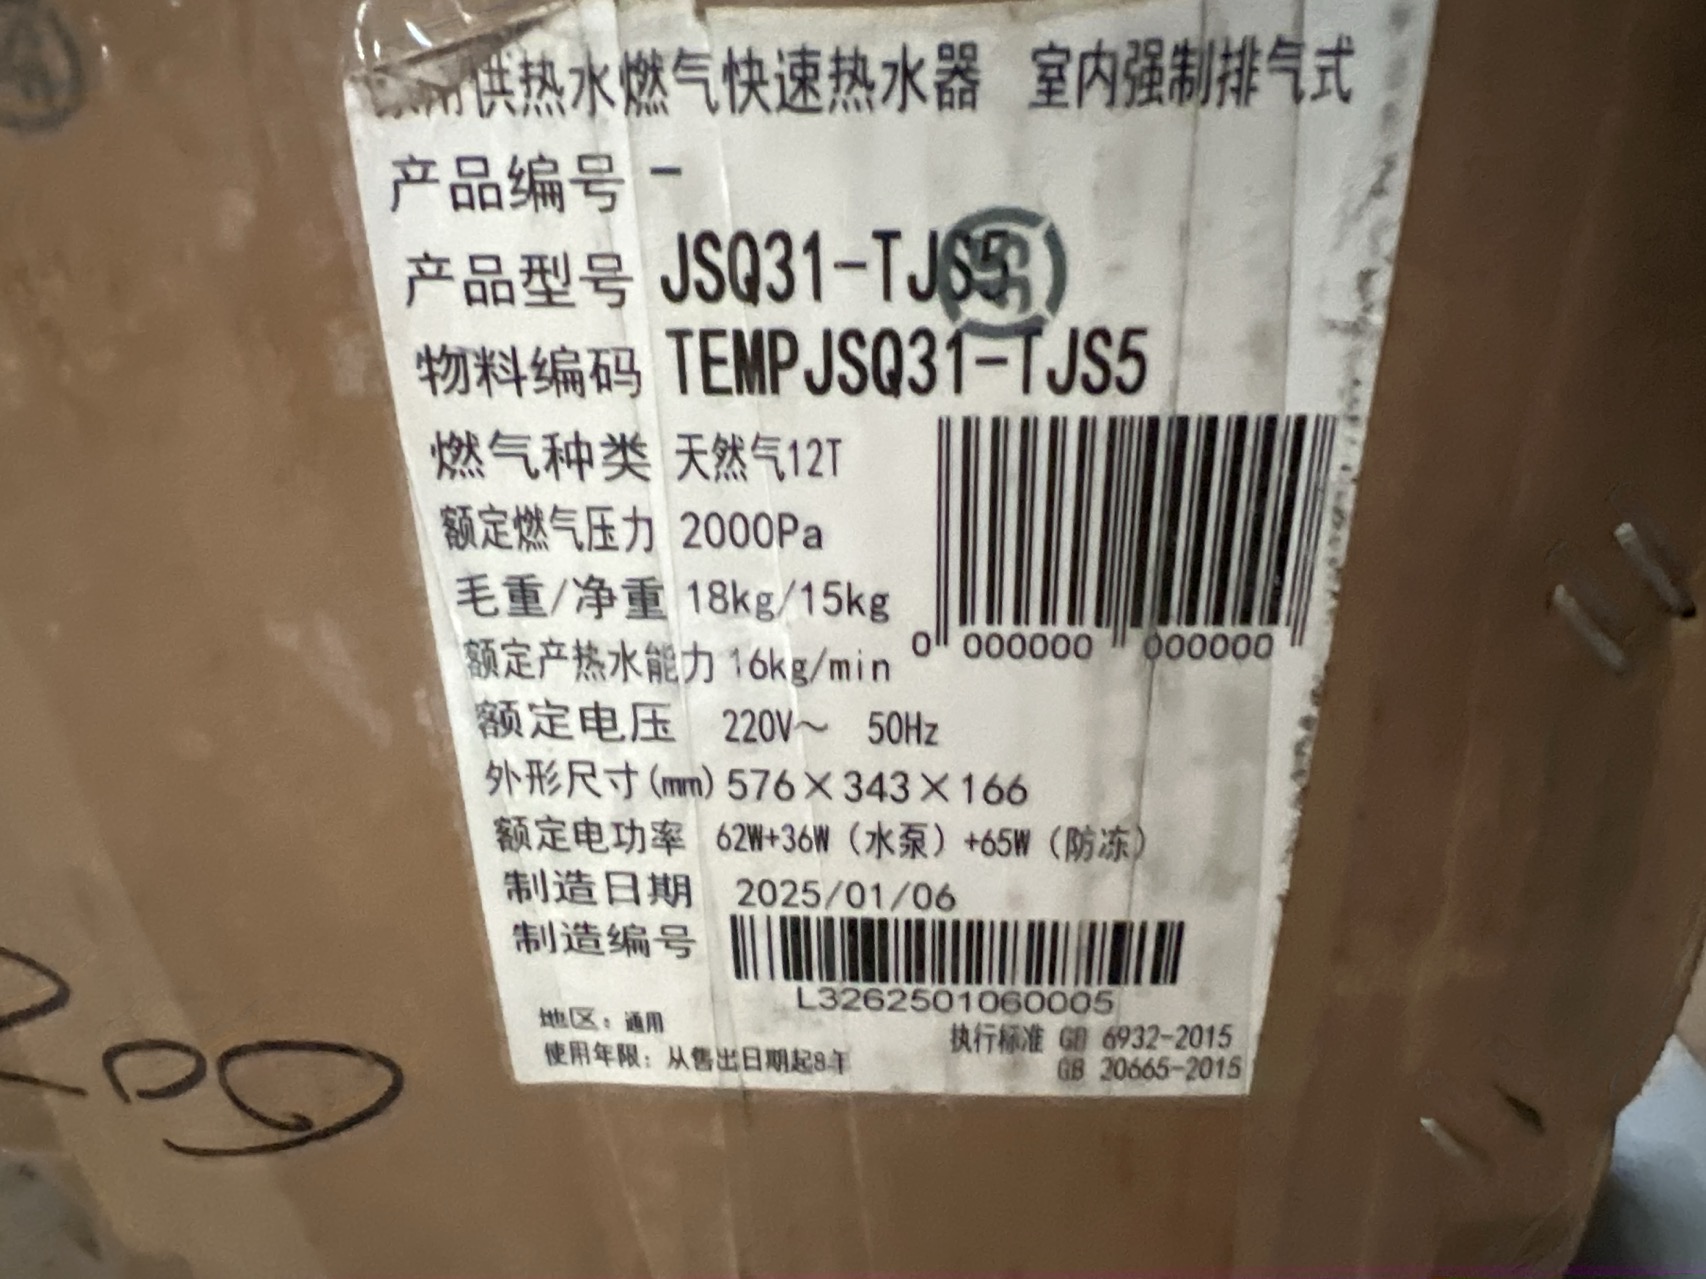 用供热水燃气快速热水器 室内强制排气式
产品编号 -
产品型号 JSQ31-TJS5
物料编码 TEMPJSQ31-TJS5
燃气种类 天然气12T
额定燃气压力 2000Pa
毛重/净重 18kg/15kg
0 000000 000000
额定产热水能力 16kg/min
额定电压 220V~ 50Hz
外形尺寸(mm) 576×343×166
额定电功率 62W+36W（水泵）+65W（防冻）
制造日期 2025/01/06
制造编号
L3262501060005
地区：通用
执行标准 GB 6932-2015
使用年限：从售出日期起8年
GB 20665-2015